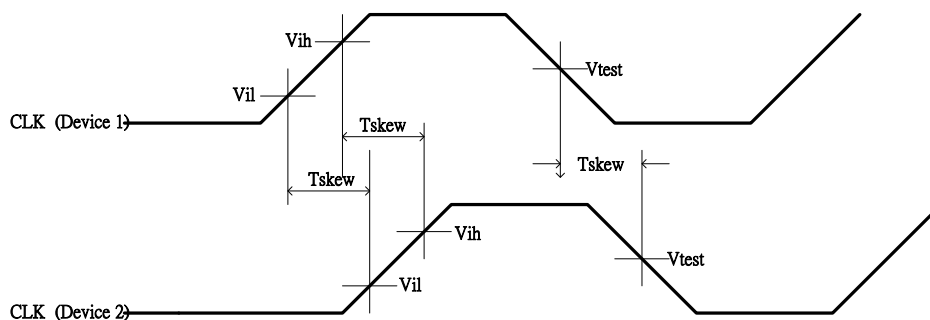 Vih
Vtest
Vil
CLK (Device 1)
Tskew
Tskew
Tskew
Vih
Vtest
Vil
CLK (Device 2)